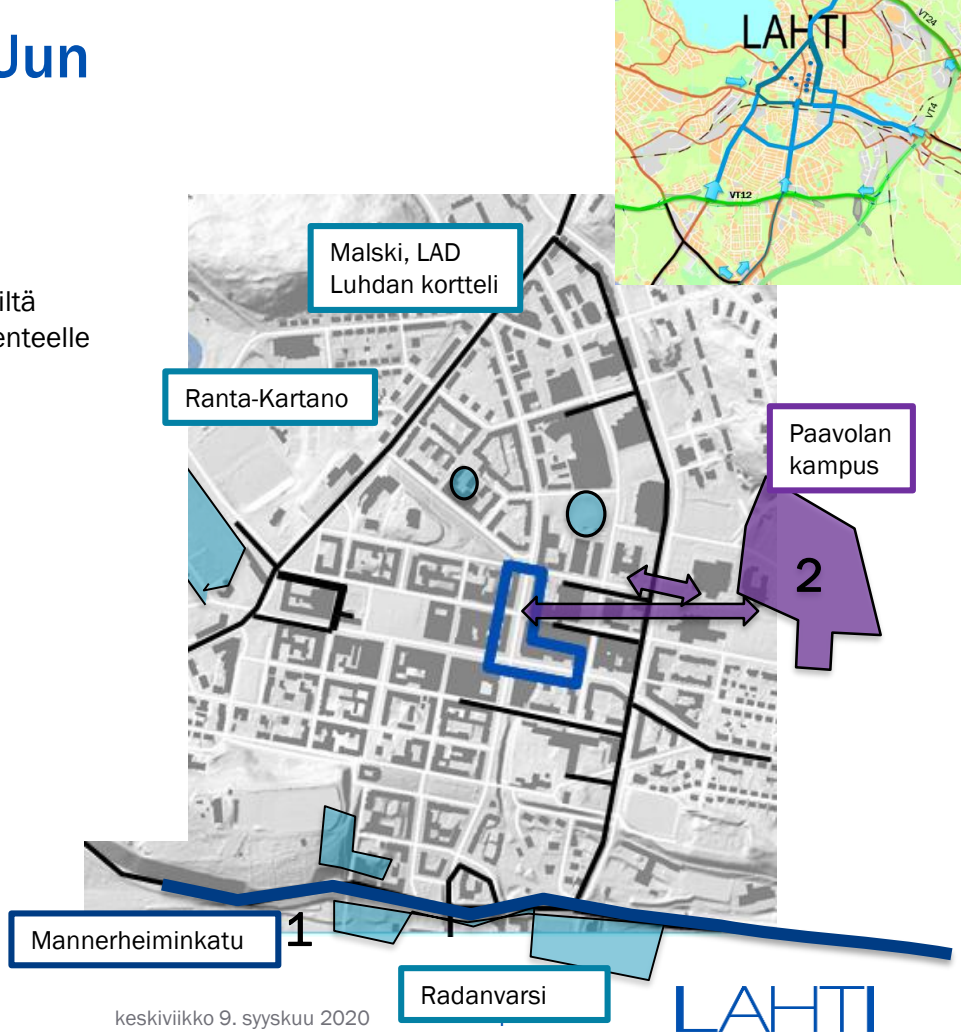 Uun
LAHTI
VT24
VT4
VT12
iltä
enteelle
Malski, LAD
Luhdan kortteli
Ranta-Kartano
Paavolan
kampus
2
Mannerheiminkatu
1
Radanvarsi
keskiviikko 9. syyskuu 2020
LAHTI